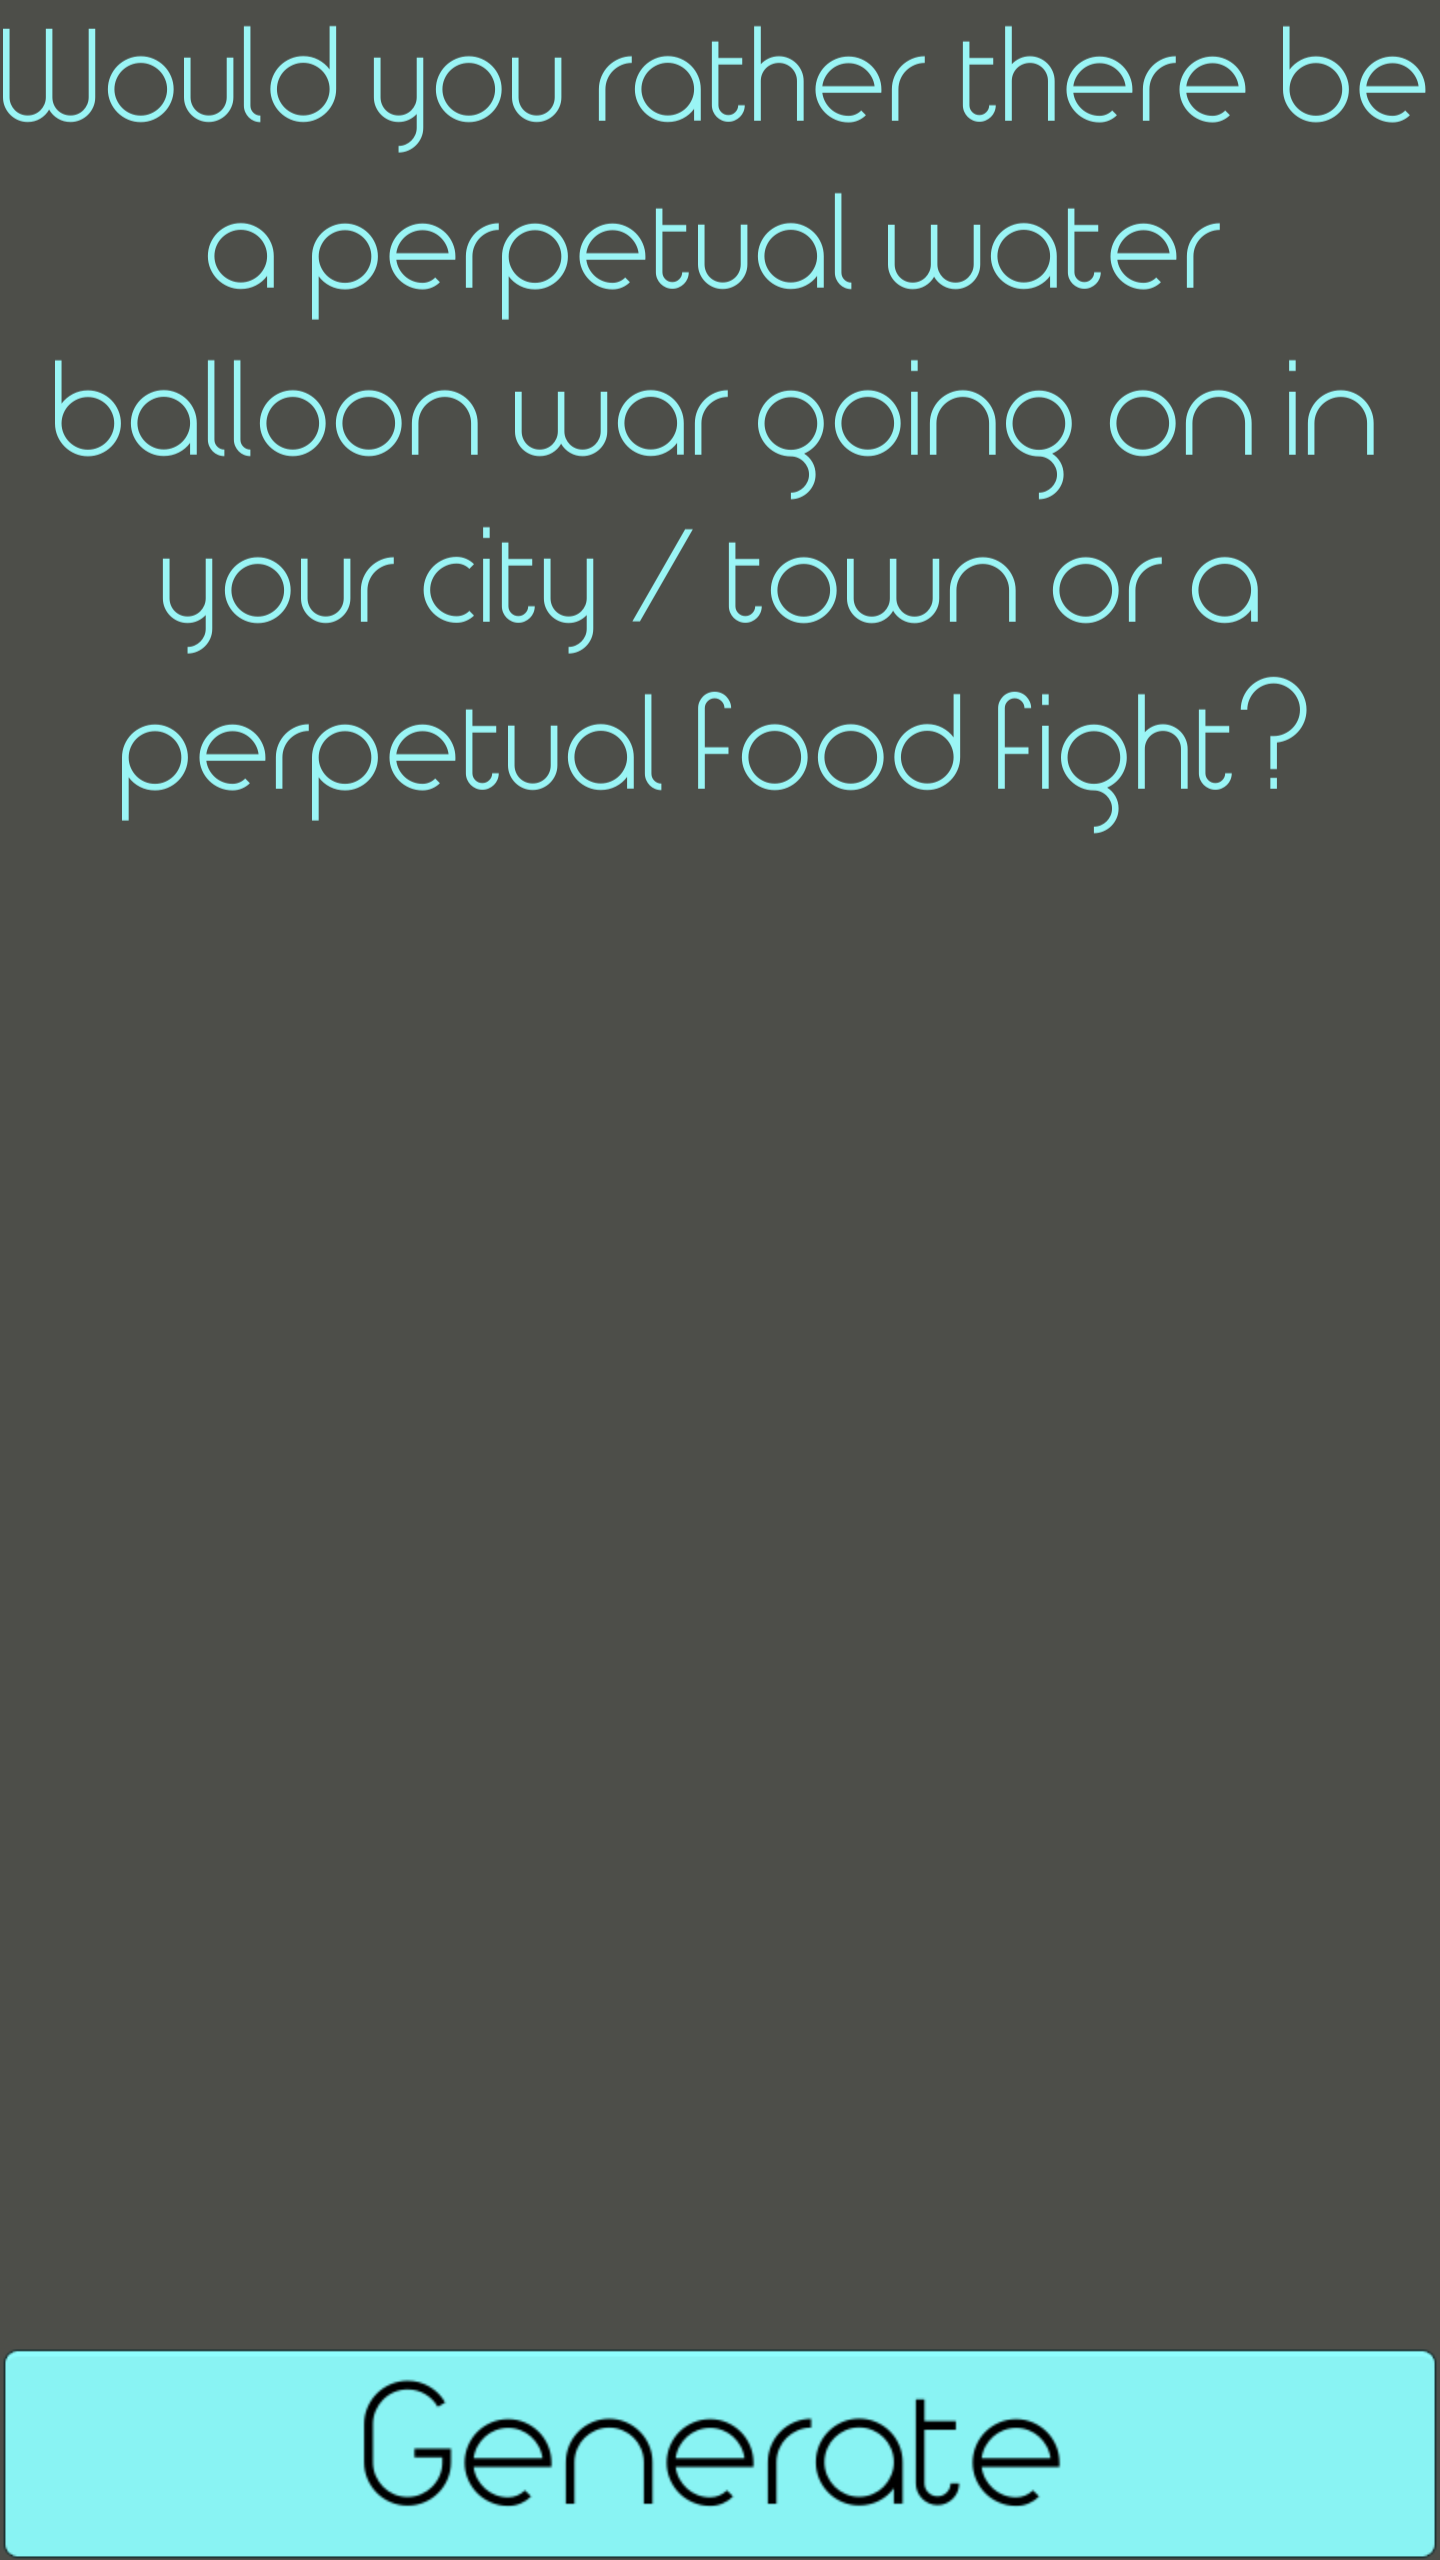 Would you rather there be
a perpetual water
balloon war going on in
your city / town or a
perpetual food fight?
Generate